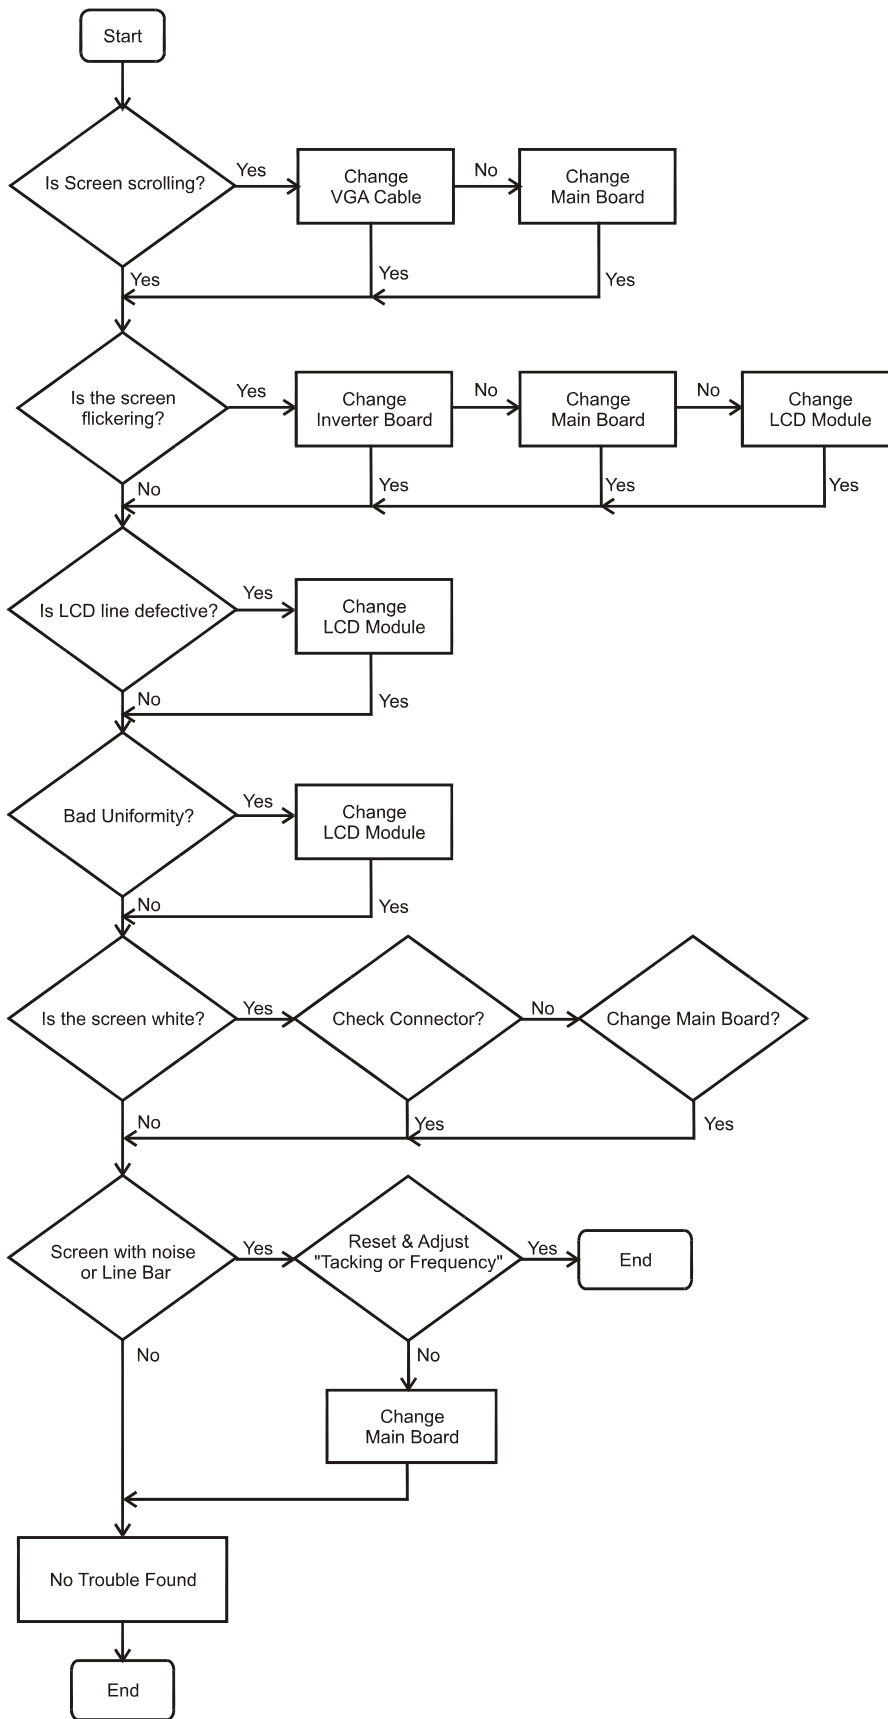 Start
Is Screen scrolling?
Yes
Change
VGA Cable
No
Change
Main Board
Yes
Yes
Yes
Is the screen
flickering?
Yes
Change
Inverter Board
No
Change
Main Board
No
Change
LCD Module
No
Yes
Yes
Yes
Is LCD line defective?
Yes
Change
LCD Module
No
Yes
Bad Uniformity?
Yes
Change
LCD Module
No
Yes
Is the screen white?
Yes
Check Connector?
No
Change Main Board?
No
Yes
Yes
Screen with noise
or Line Bar
Yes
Reset & Adjust
"Tacking or Frequency"
Yes
End
No
No
Change
Main Board
No Trouble Found
End